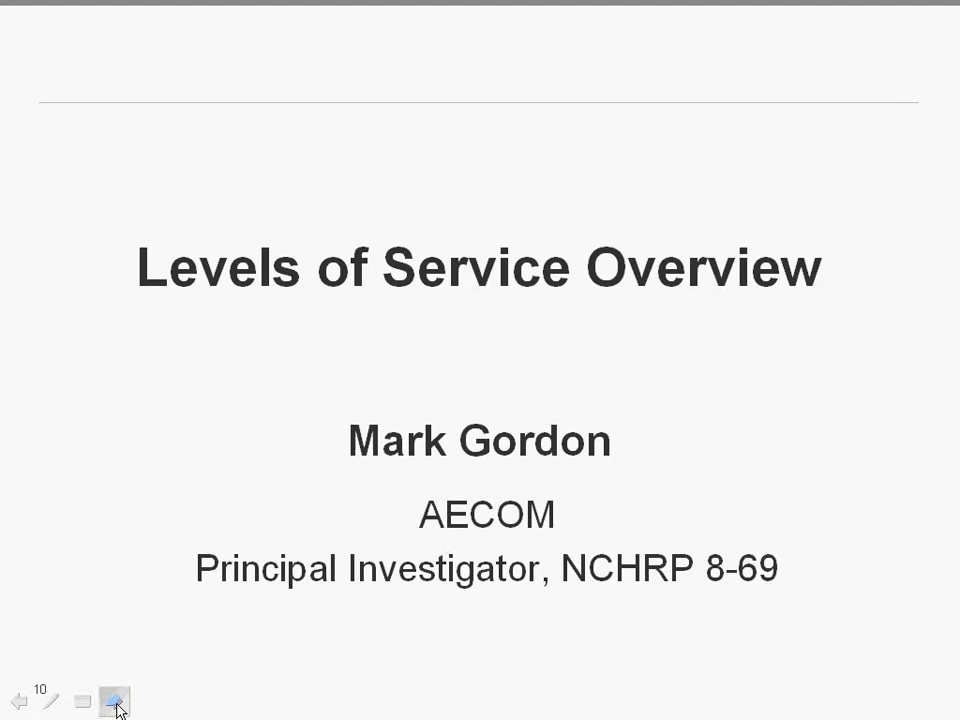 Levels of Service Overview
Mark Gordon
AECOM
Principal Investigator, NCHRP 8-69
10